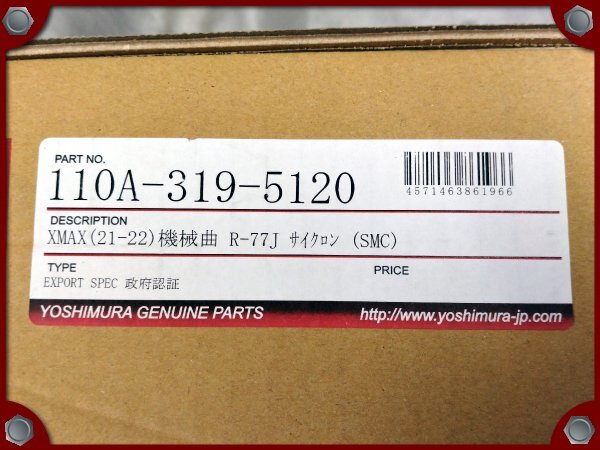 PART NO.
110A-319-5120
4571463861966
DESCRIPTION
XMAX(21-22)機械曲 R-77J ｻｲｸﾛﾝ (SMC)
TYPE
PRICE
EXPORT SPEC 政府認証
YOSHIMURA GENUINE PARTS
http://www.yoshimura-jp.com